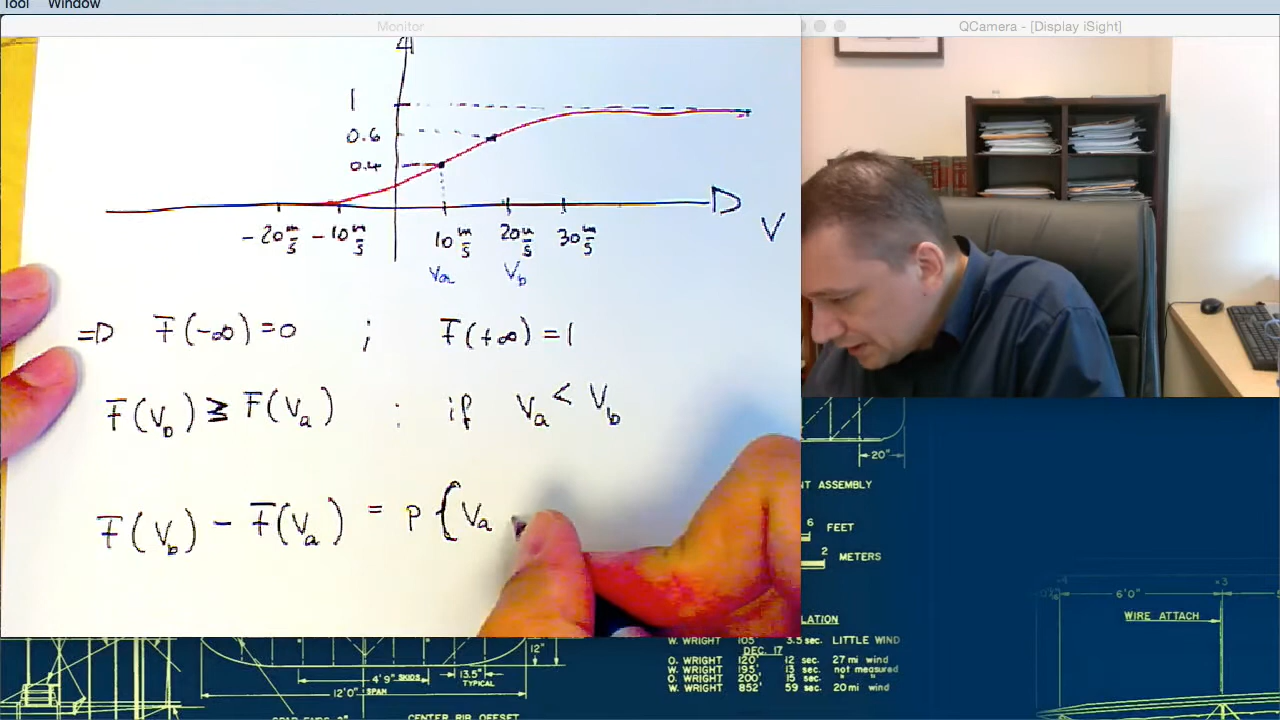 Tool Window
Monitor
QCamera - [Display iSight]
1
0.6
0.4
-20 m/s -10 m/s 10 m/s 20 m/s 30 m/s
V
Va Vb
=D F(-∞)=0 ; F(+∞)=1
F(Vb) ≥ F(Va) ; if Va < Vb
F(Vb) - F(Va) = P {Va
20"
NT ASSEMBLY
6 FEET
2 METERS
LATION
W. WRIGHT 105' 3.5 sec. LITTLE WIND
DEC. 17
O. WRIGHT 120' 12 sec. 27 mi wind
W. WRIGHT 195' 13 sec. not measured
O. WRIGHT 200' 15 sec. " "
W. WRIGHT 852' 59 sec. 20 mi wind
6'0"
WIRE ATTACH
12"
4'9" SKIDS
13.5" TYPICAL
12'0" SPAN
CENTER RIB OFFSET